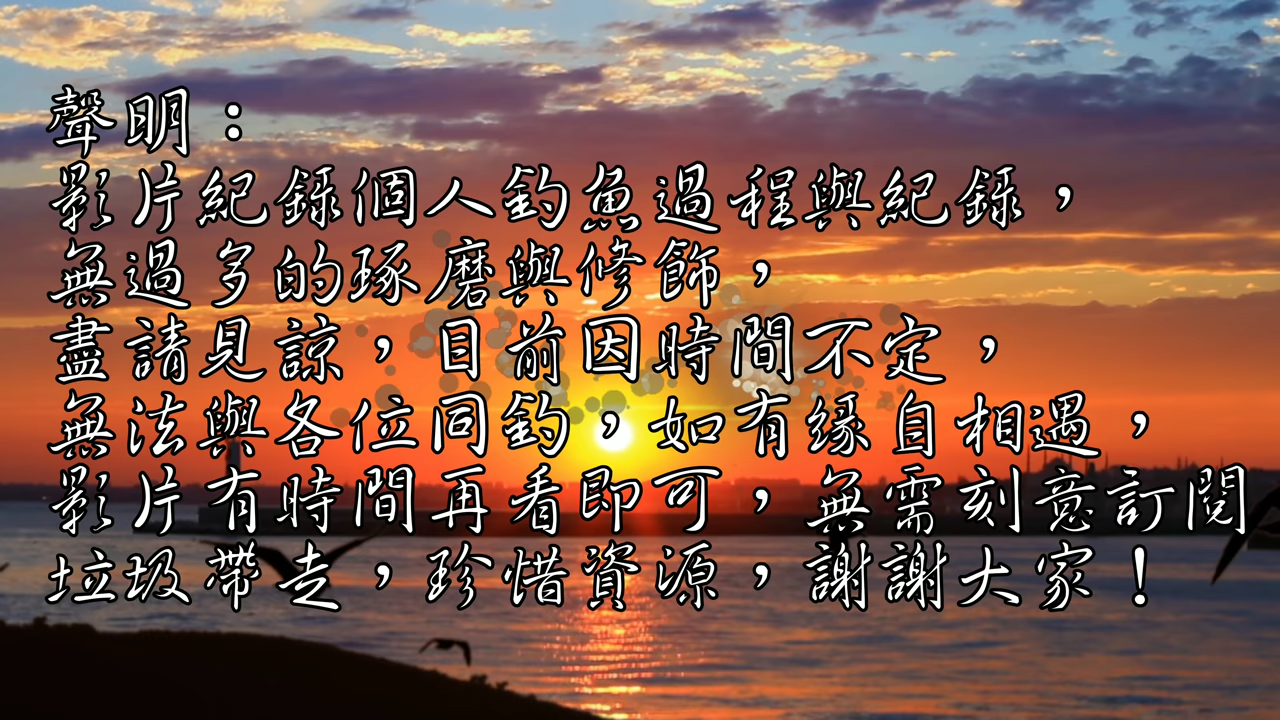 聲明：
影片紀錄個人釣魚過程與紀錄，
無過多的琢磨與修飾，
盡請見諒，目前因時間不定，
無法與各位同釣，如有緣自相遇，
影片有時間再看即可，無需刻意訂閱
垃圾帶走，珍惜資源，謝謝大家！